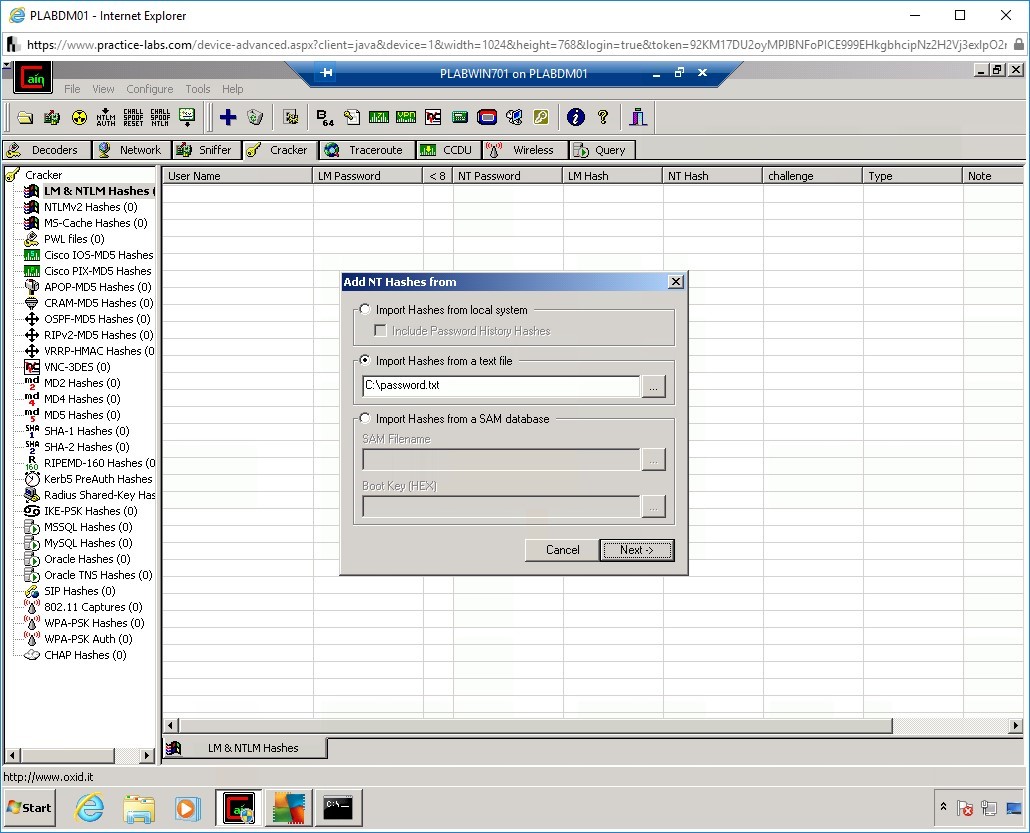 PLABDM01 - Internet Explorer
https://www.practice-labs.com/device-advanced.aspx?client=java&device=1&width=1024&height=768&login=true&token=92KM17DU2oyMPJBNFoPICE999EHkgbhcipNz2H2Vj3exIpO2r
PLABWIN701 on PLABDM01
Cain
File View Configure Tools Help
NTLM AUTH
CHALL SPOOF RESET
CHALL SPOOF NTLM
B64
Decoders Network Sniffer Cracker Traceroute CCDU Wireless Query
Cracker
LM & NTLM Hashes (
NTLMv2 Hashes (0)
MS-Cache Hashes (0)
PWL files (0)
Cisco IOS-MD5 Hashes
Cisco PIX-MD5 Hashes
APOP-MD5 Hashes (0)
CRAM-MD5 Hashes (0)
OSPF-MD5 Hashes (0)
RIPv2-MD5 Hashes (0)
VRRP-HMAC Hashes (0
VNC-3DES (0)
md2 MD2 Hashes (0)
md4 MD4 Hashes (0)
md5 MD5 Hashes (0)
SHA1 SHA-1 Hashes (0)
SHA2 SHA-2 Hashes (0)
R160 RIPEMD-160 Hashes (0
Kerb5 PreAuth Hashes
Radius Shared-Key Has
IKE-PSK Hashes (0)
MSSQL Hashes (0)
MySQL Hashes (0)
Oracle Hashes (0)
Oracle TNS Hashes (0)
SIP Hashes (0)
802.11 Captures (0)
WPA-PSK Hashes (0)
WPA-PSK Auth (0)
CHAP Hashes (0)
User Name LM Password < 8 NT Password LM Hash NT Hash challenge Type Note
Add NT Hashes from
Import Hashes from local system
Include Password History Hashes
Import Hashes from a text file
C:\password.txt
...
Import Hashes from a SAM database
SAM Filename
...
Boot Key (HEX)
...
Cancel Next ->
LM & NTLM Hashes
http://www.oxid.it
Start
C:\_